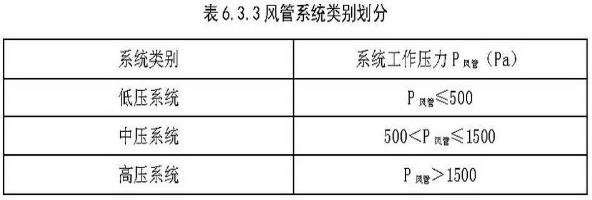 表6.3.3风管系统类别划分
系统类别 系统工作压力P风管（Pa）
低压系统 P风管≤500
中压系统 500＜P风管≤1500
高压系统 P风管＞1500